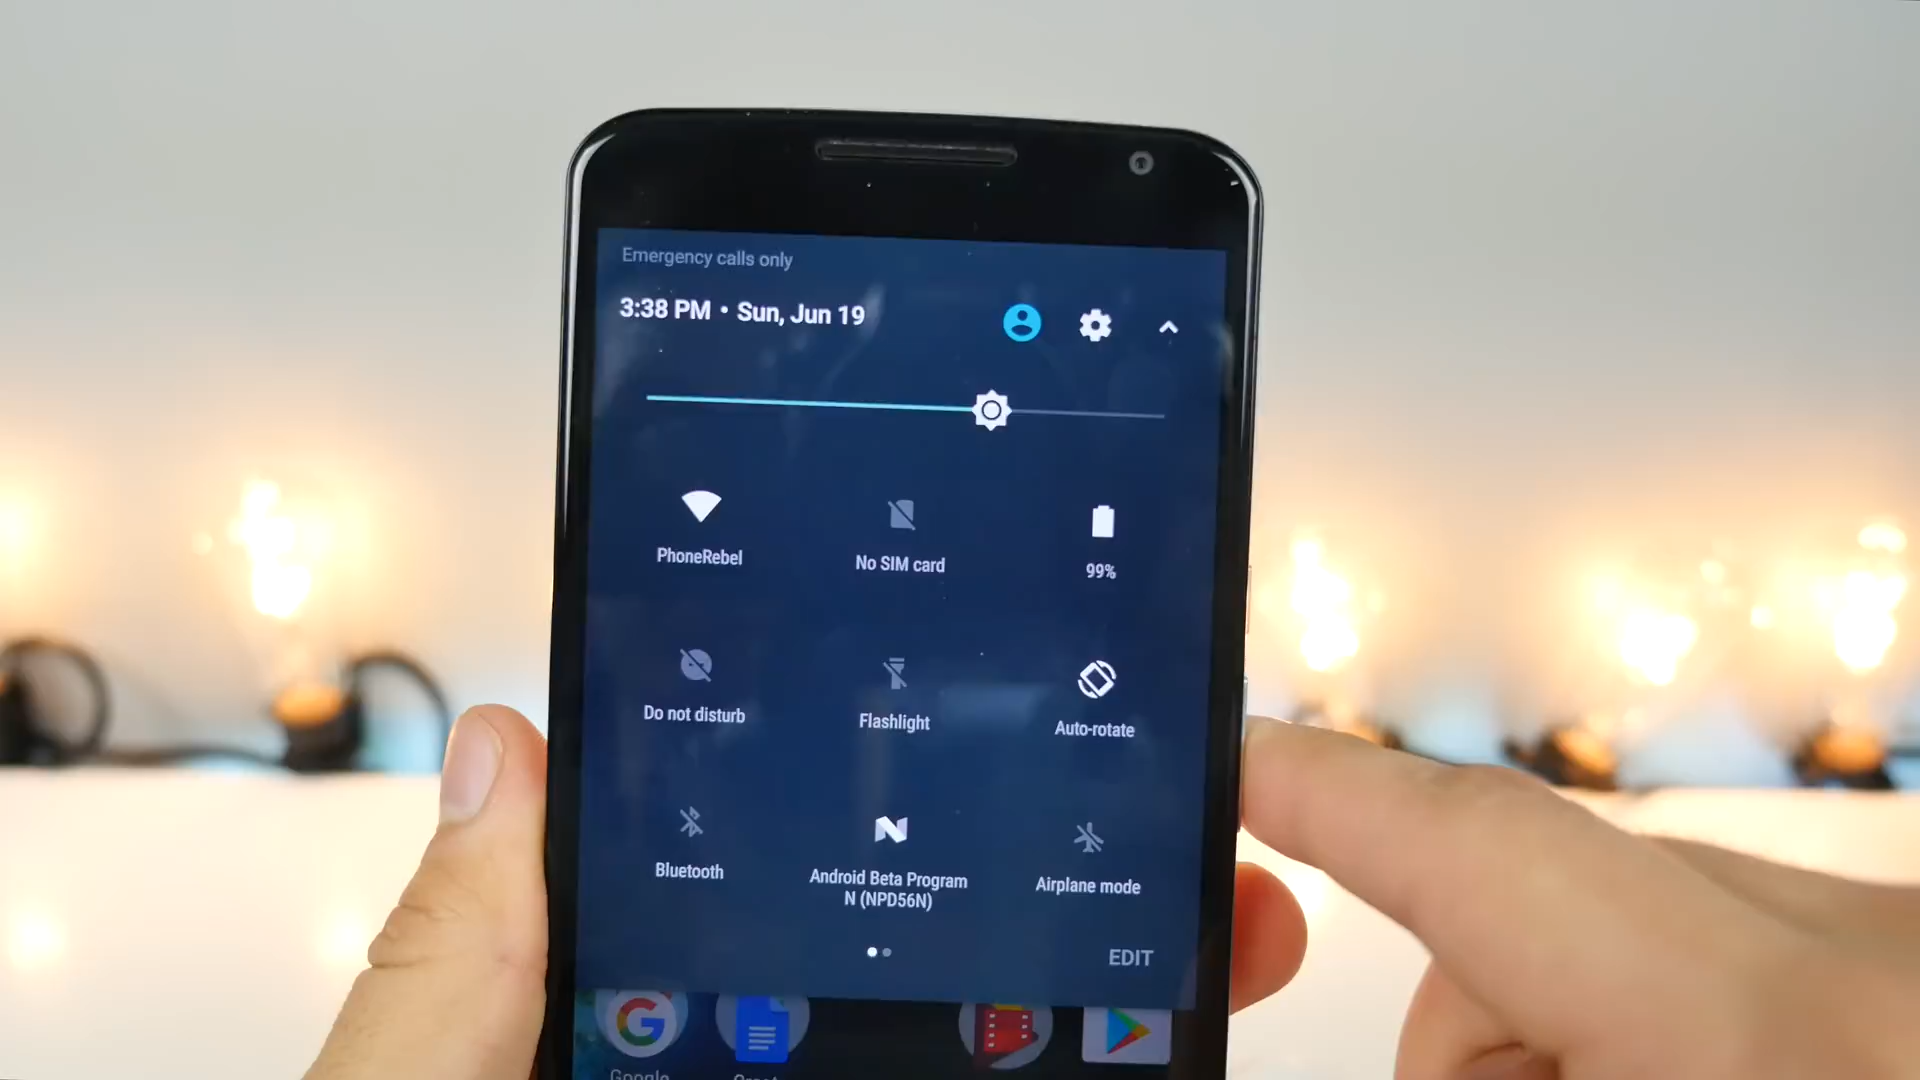 Emergency calls only
3:38 PM • Sun, Jun 19
PhoneRebel
No SIM card
99%
Do not disturb
Flashlight
Auto-rotate
Bluetooth
Android Beta Program
N (NPD56N)
Airplane mode
EDIT
Google